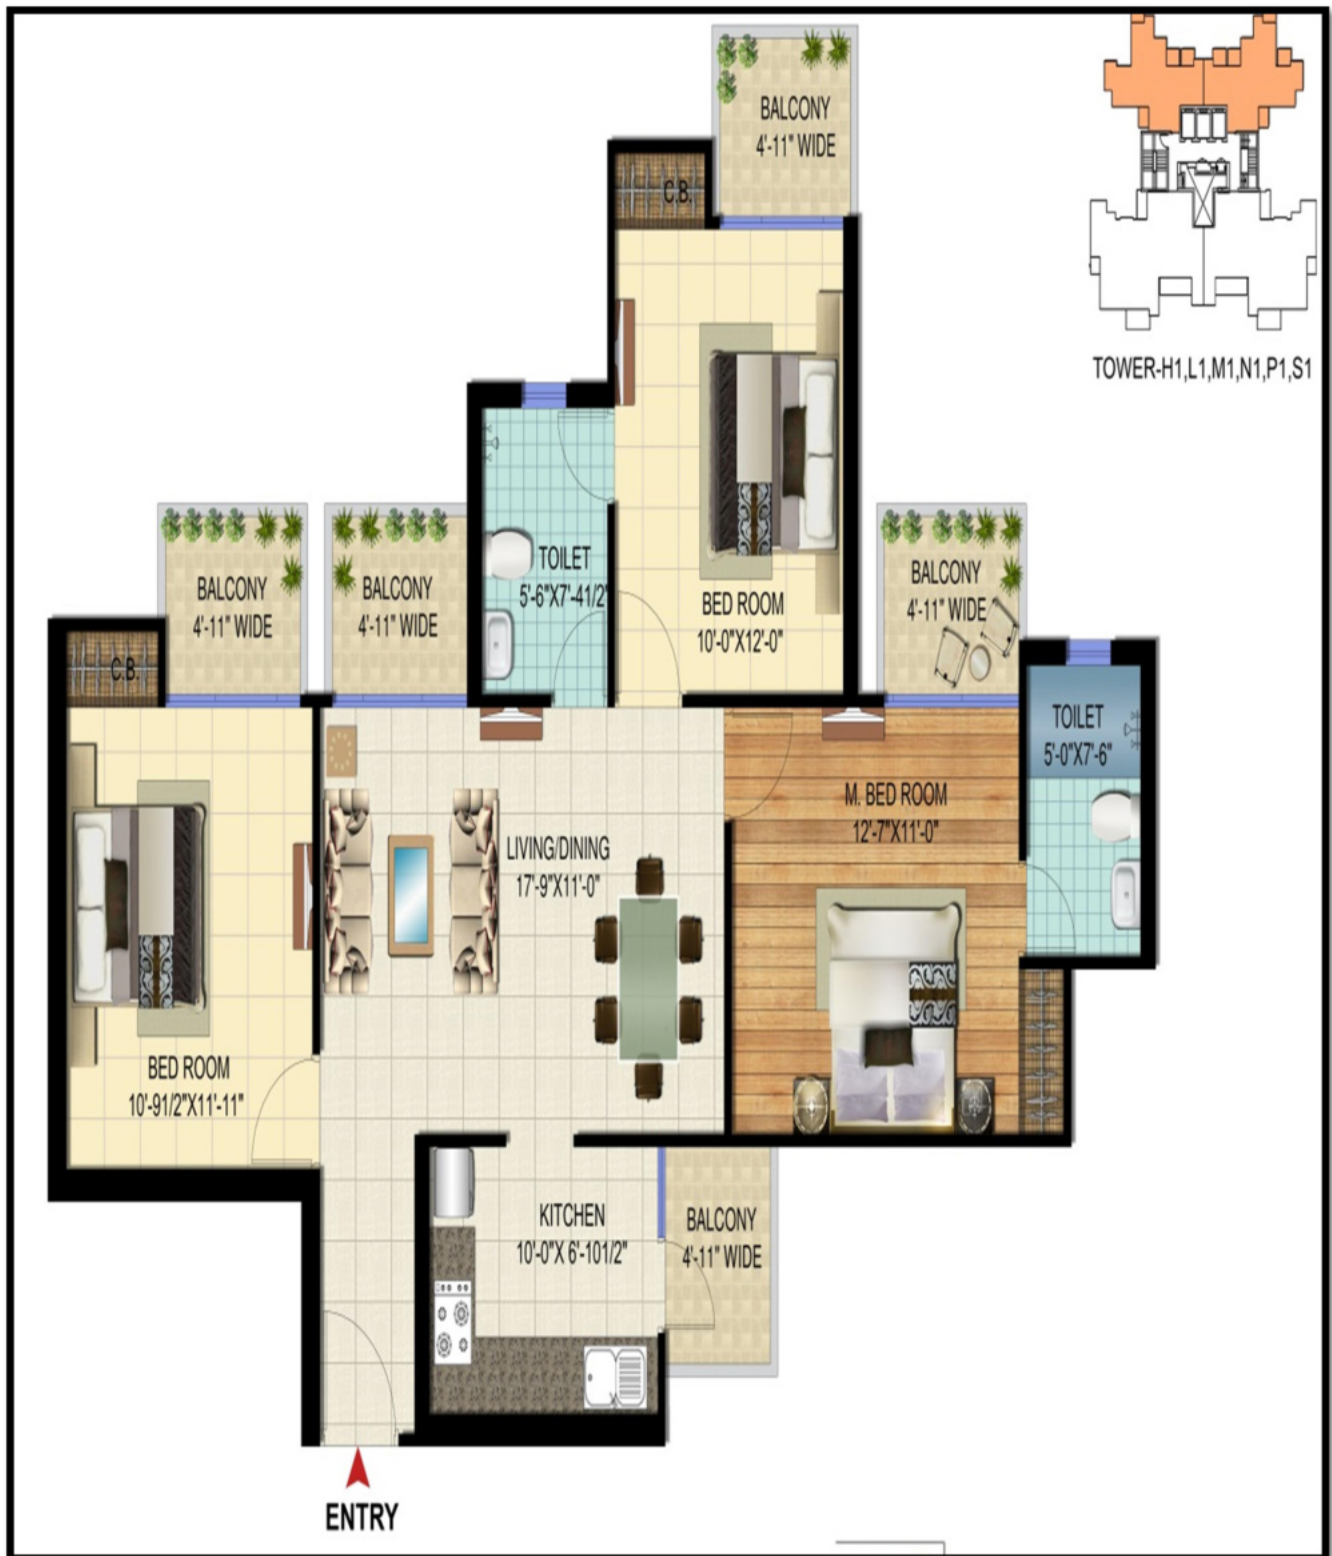 BALCONY
4'-11" WIDE
C.B.
TOWER-H1,L1,M1,N1,P1,S1
TOILET
5'-6"X7'-41/2"
BED ROOM
10'-0"X12'-0"
BALCONY
4'-11" WIDE
BALCONY
4'-11" WIDE
BALCONY
4'-11" WIDE
C.B.
TOILET
5'-0"X7'-6"
M. BED ROOM
12'-7"X11'-0"
LIVING/DINING
17'-9"X11'-0"
BED ROOM
10'-91/2"X11'-11"
KITCHEN
10'-0"X 6'-101/2"
BALCONY
4'-11" WIDE
ENTRY